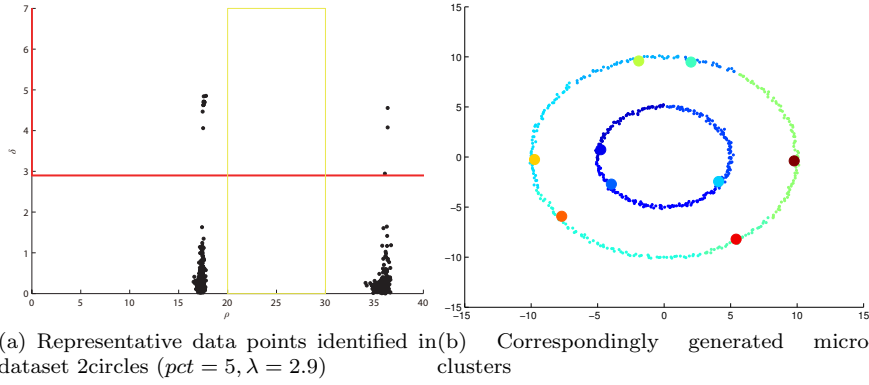 7
6
5
4
3
2
1
0
δ
0 5 10 15 20 25 30 35 40
ρ
15
10
5
0
−5
−10
−15
−15 −10 −5 0 5 10 15
(a) Representative data points identified in
dataset 2circles (pct = 5, λ = 2.9)
(b) Correspondingly generated micro
clusters